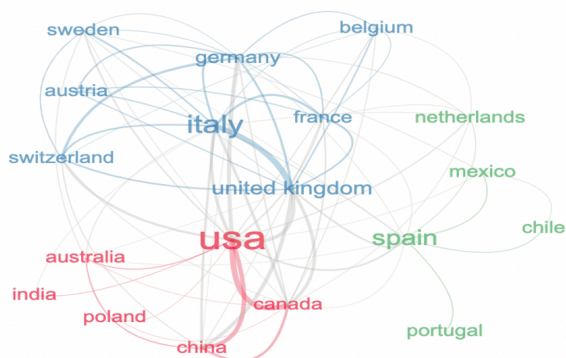 sweden
belgium
germany
austria
italy
france
netherlands
switzerland
mexico
united kingdom
chile
usa
spain
australia
india
canada
poland
portugal
china